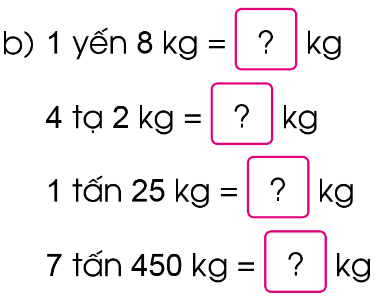 b) 1 yến 8 kg = ? kg
4 tạ 2 kg = ? kg
1 tấn 25 kg = ? kg
7 tấn 450 kg = ? kg